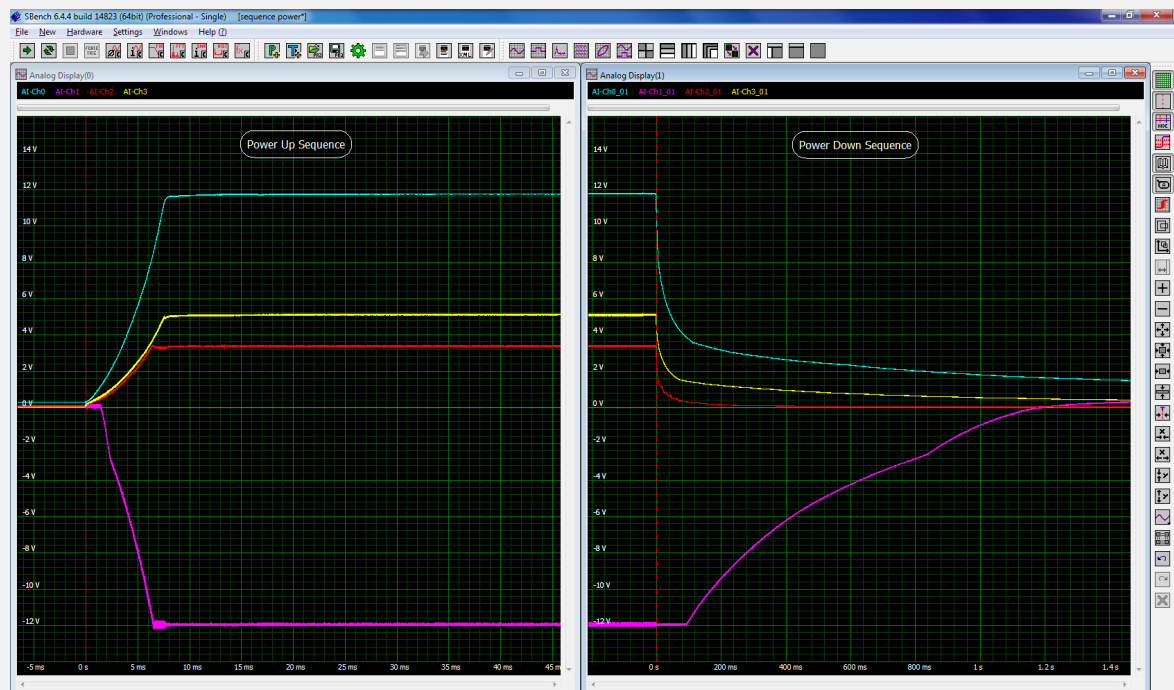 SBench 6.4.4 build 14823 (64bit) (Professional - Single) [sequence power*]
File New Hardware Settings Windows Help (?)
Analog Display(0)
AI-Ch0 AI-Ch1 AI-Ch2 AI-Ch3
Power Up Sequence
14 V
12 V
10 V
8 V
6 V
4 V
2 V
0 V
-2 V
-4 V
-6 V
-8 V
-10 V
-12 V
-5 ms 0 s 5 ms 10 ms 15 ms 20 ms 25 ms 30 ms 35 ms 40 ms 45 m
Analog Display(1)
AI-Ch0_01 AI-Ch1_01 AI-Ch2_01 AI-Ch3_01
Power Down Sequence
14 V
12 V
10 V
8 V
6 V
4 V
2 V
0 V
-2 V
-4 V
-6 V
-8 V
-10 V
-12 V
0 s 200 ms 400 ms 600 ms 800 ms 1 s 1.2 s 1.4 s